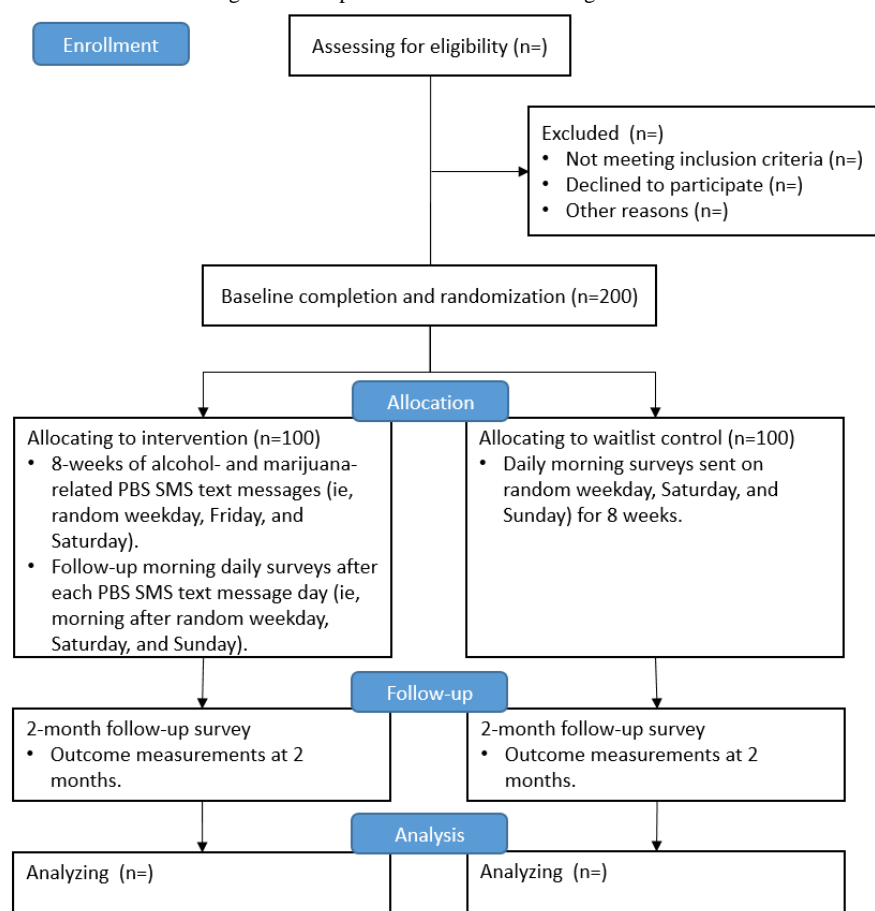 Enrollment
Assessing for eligibility (n=)
Excluded (n=)
• Not meeting inclusion criteria (n=)
• Declined to participate (n=)
• Other reasons (n=)
Baseline completion and randomization (n=200)
Allocation
Allocating to intervention (n=100)
• 8-weeks of alcohol- and marijuana-
related PBS SMS text messages (ie,
random weekday, Friday, and
Saturday).
• Follow-up morning daily surveys after
each PBS SMS text message day (ie,
morning after random weekday,
Saturday, and Sunday).
Allocating to waitlist control (n=100)
• Daily morning surveys sent on
random weekday, Saturday, and
Sunday) for 8 weeks.
Follow-up
2-month follow-up survey
• Outcome measurements at 2
months.
2-month follow-up survey
• Outcome measurements at 2
months.
Analysis
Analyzing (n=)
Analyzing (n=)